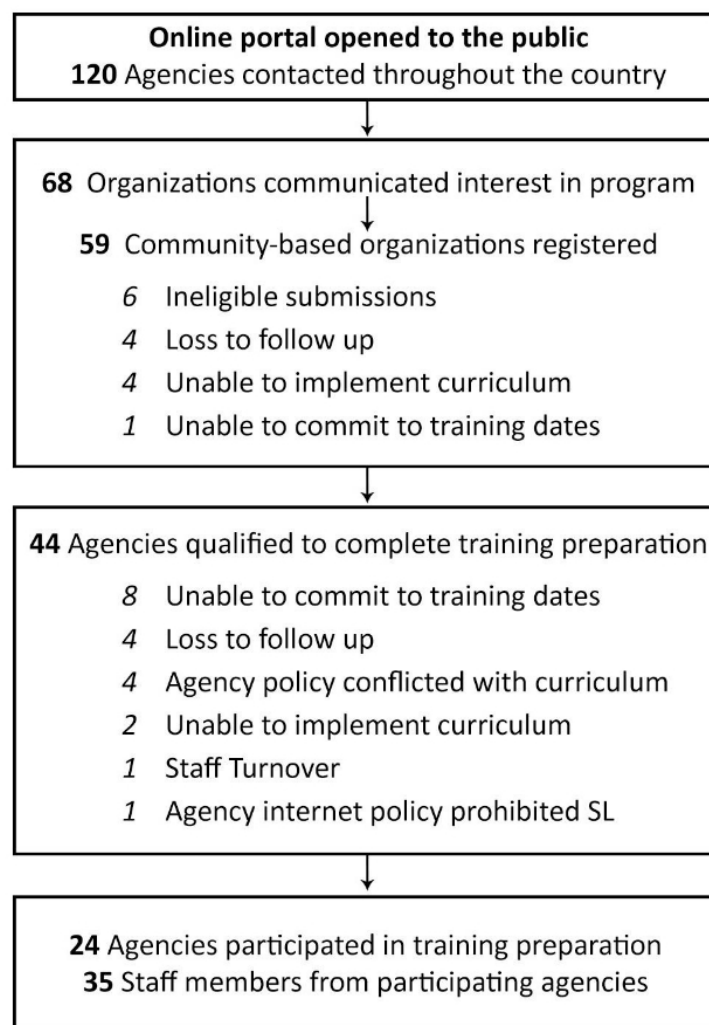 Online portal opened to the public
120 Agencies contacted throughout the country
68 Organizations communicated interest in program
59 Community-based organizations registered
6 Ineligible submissions
4 Loss to follow up
4 Unable to implement curriculum
1 Unable to commit to training dates
44 Agencies qualified to complete training preparation
8 Unable to commit to training dates
4 Loss to follow up
4 Agency policy conflicted with curriculum
2 Unable to implement curriculum
1 Staff Turnover
1 Agency internet policy prohibited SL
24 Agencies participated in training preparation
35 Staff members from participating agencies